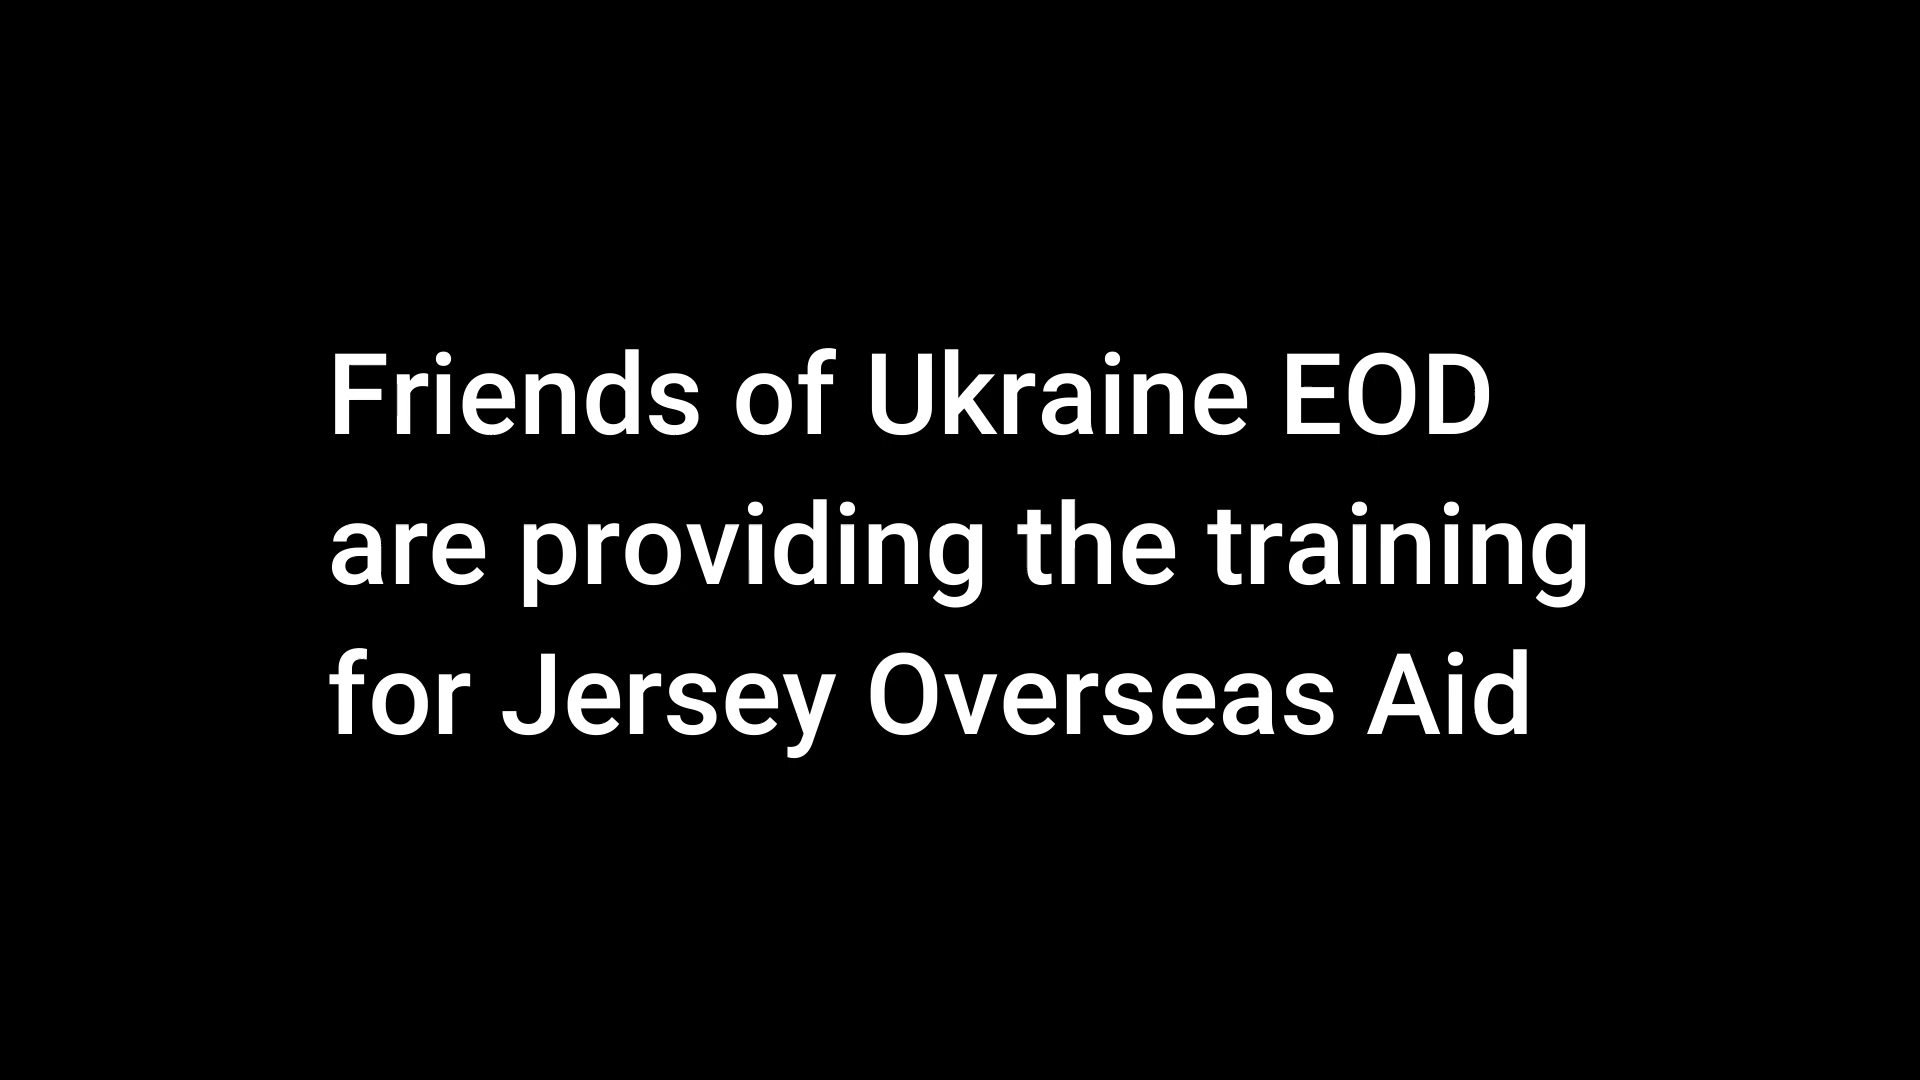 Friends of Ukraine EOD
are providing the training
for Jersey Overseas Aid